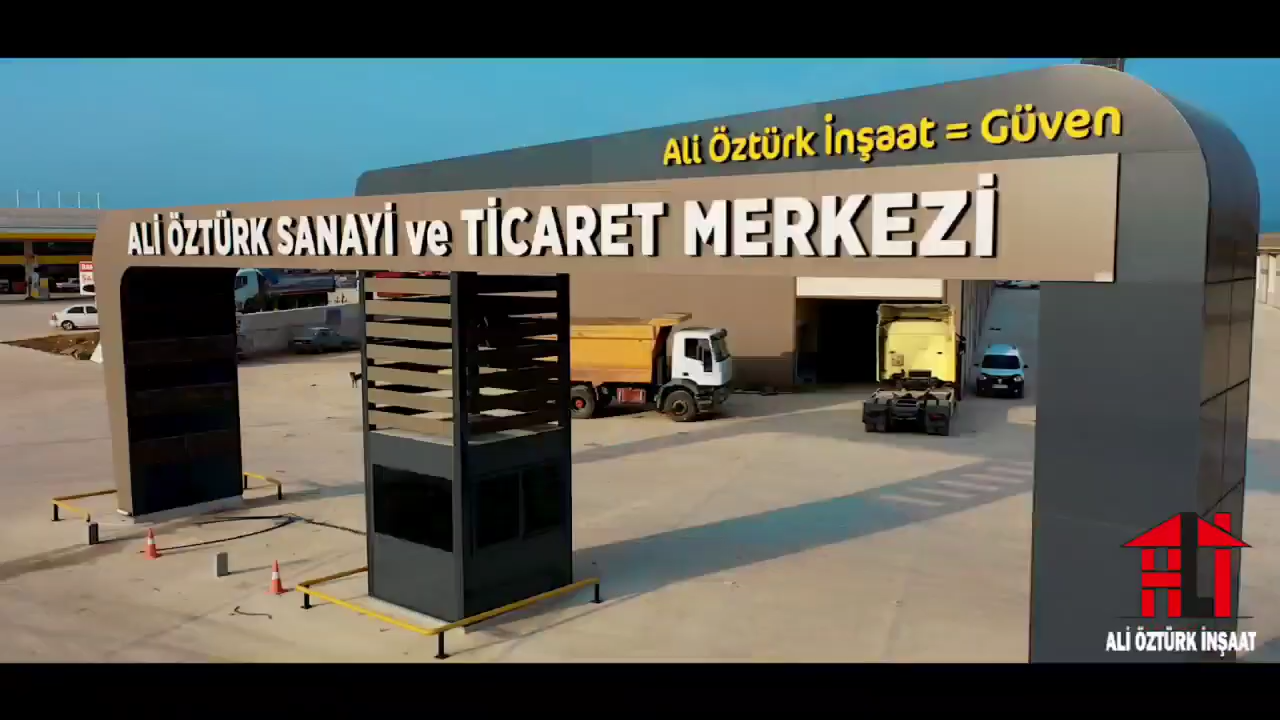 Ali Öztürk İnşaat = Güven
ALİ ÖZTÜRK SANAYİ ve TİCARET MERKEZİ
ALİ
ALİ ÖZTÜRK İNŞAAT